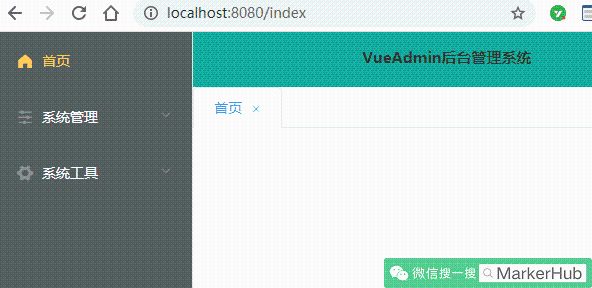 localhost:8080/index
首页
系统管理
系统工具
VueAdmin后台管理系统
首页
微信搜一搜
MarkerHub